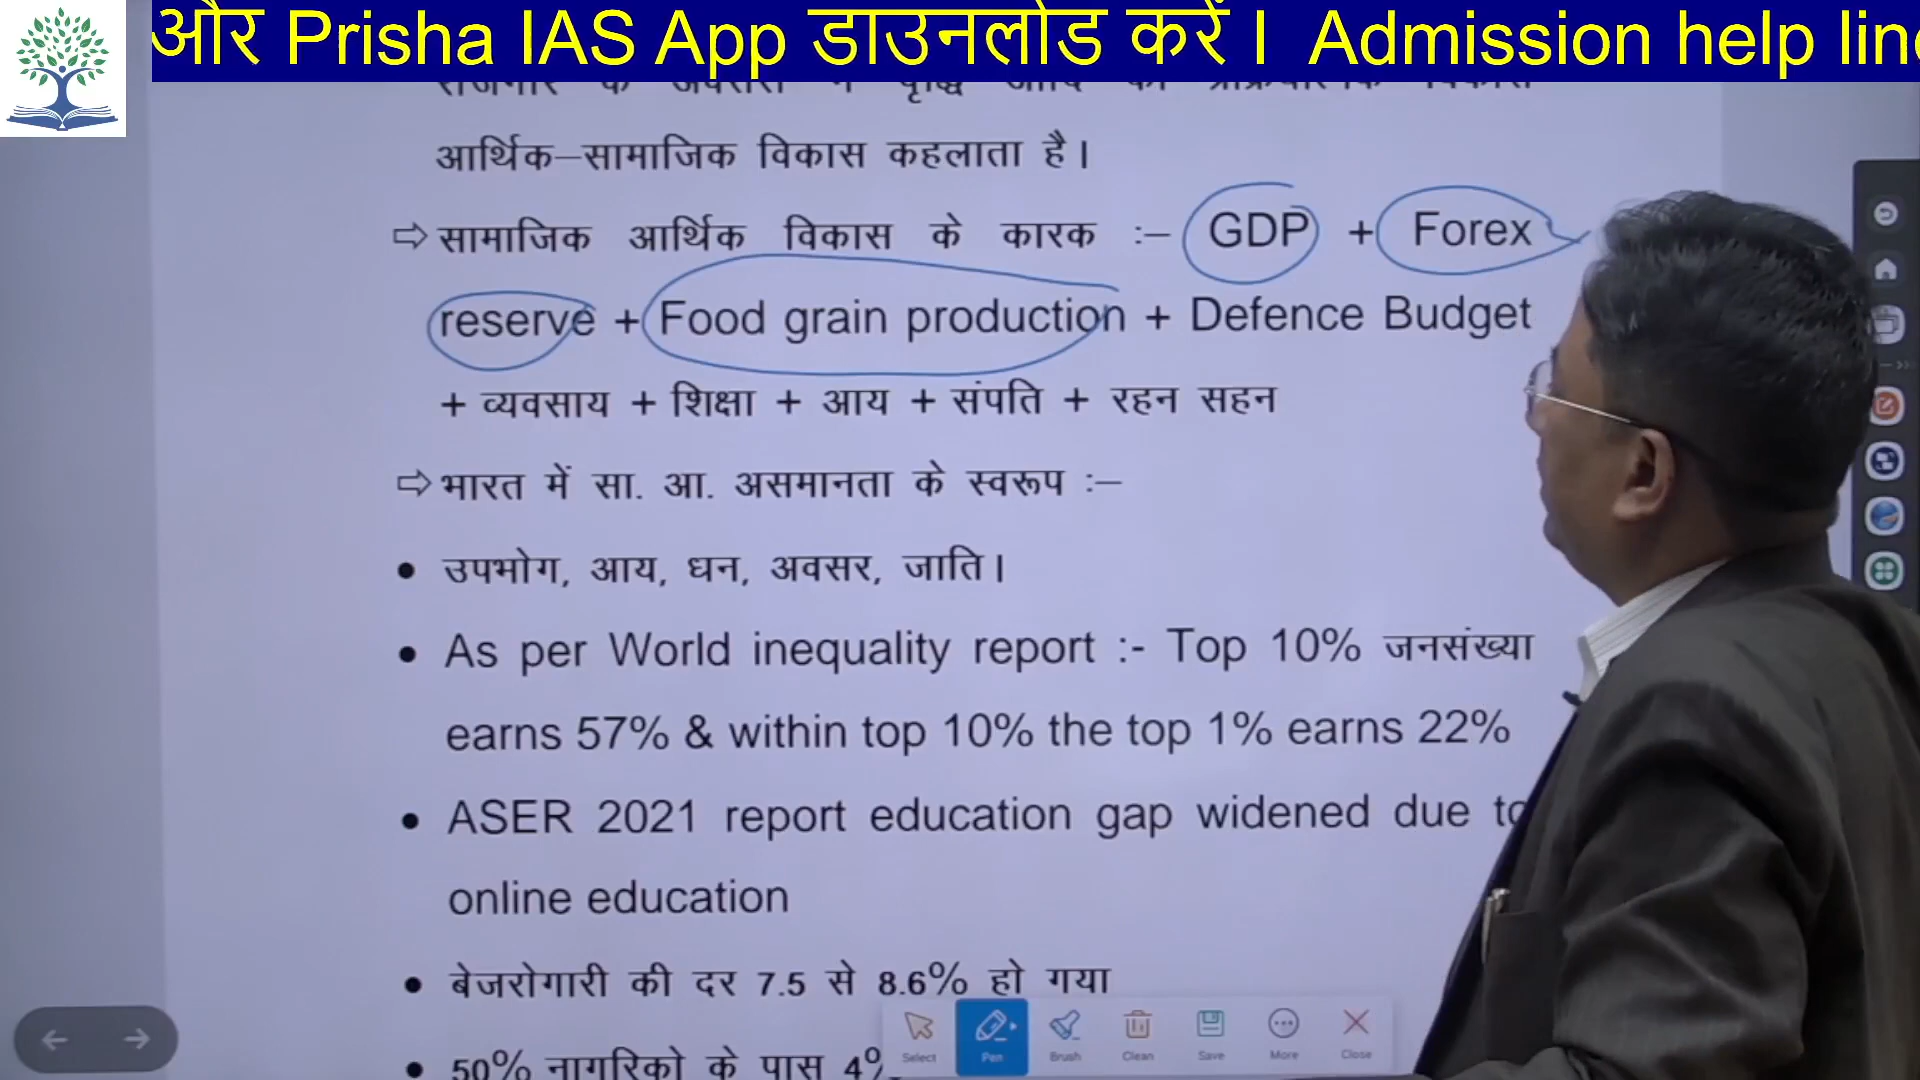 और Prisha IAS App डाउनलोड करें I Admission help line
आर्थिक–सामाजिक विकास कहलाता है।
⇨ सामाजिक आर्थिक विकास के कारक :– GDP + Forex
reserve + Food grain production + Defence Budget
+ व्यवसाय + शिक्षा + आय + संपति + रहन सहन
⇨ भारत में सा. आ. असमानता के स्वरूप :–
• उपभोग, आय, धन, अवसर, जाति।
• As per World inequality report :- Top 10% जनसंख्या
earns 57% & within top 10% the top 1% earns 22%
• ASER 2021 report education gap widened due to
online education
• बेजरोगारी की दर 7.5 से 8.6% हो गया
• 50% नागरिको के पास 4%
Select Pen Brush Clean Save More Close